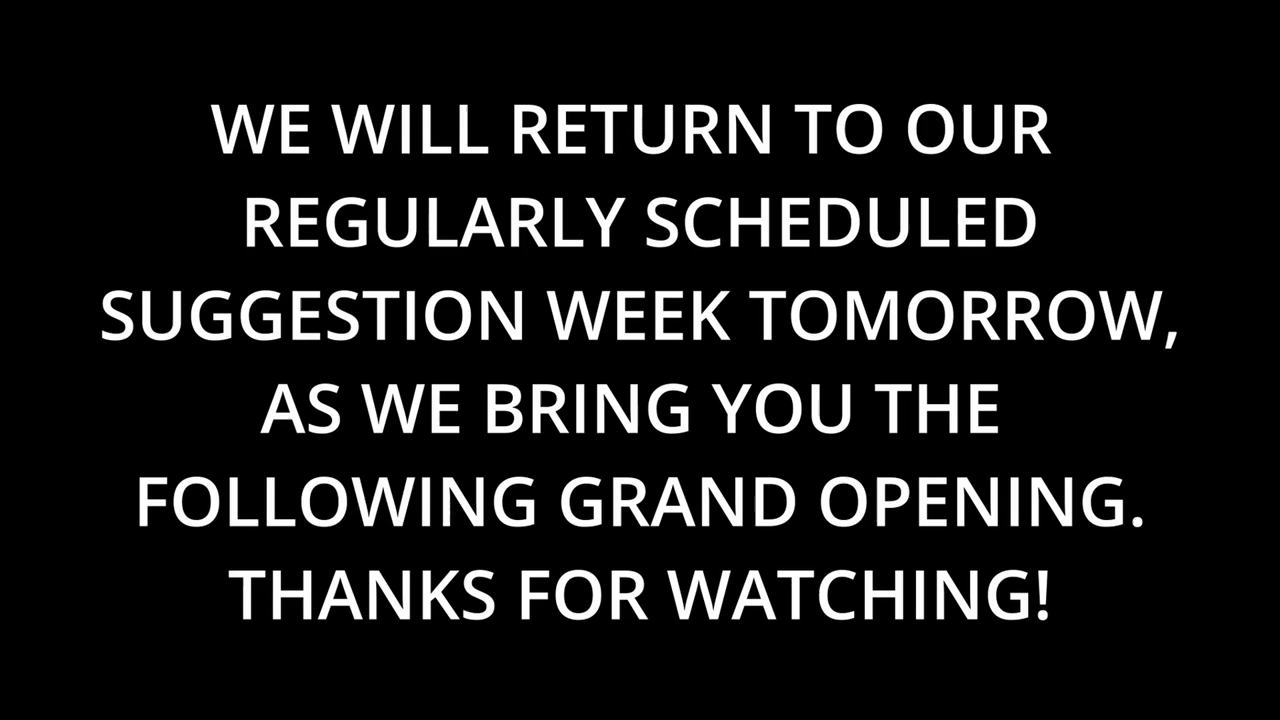 WE WILL RETURN TO OUR
REGULARLY SCHEDULED
SUGGESTION WEEK TOMORROW,
AS WE BRING YOU THE
FOLLOWING GRAND OPENING.
THANKS FOR WATCHING!